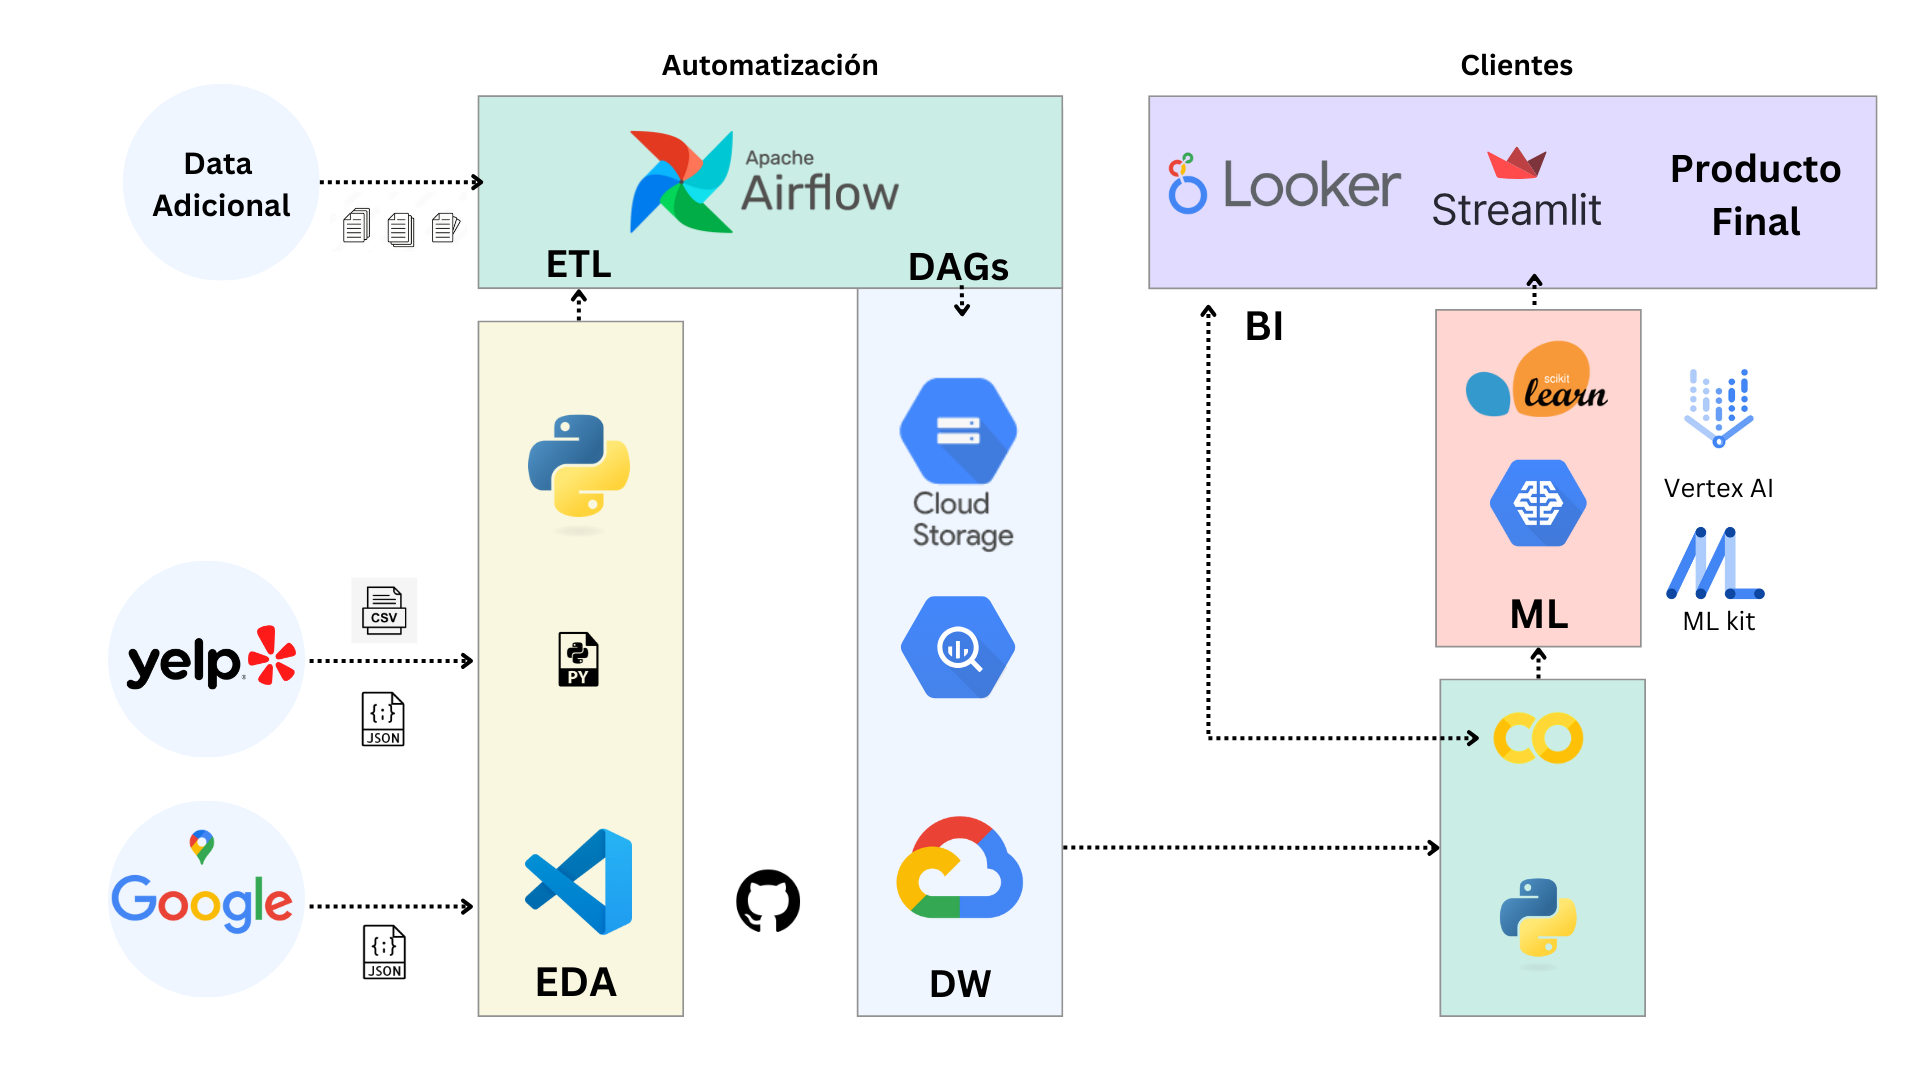 Automatización
Clientes
Data
Adicional
Apache
Airflow
ETL
DAGs
Looker
Streamlit
Producto
Final
BI
scikit
learn
Vertex AI
ML kit
ML
Cloud
Storage
CSV
yelp
JSON
PY
Google
JSON
EDA
DW